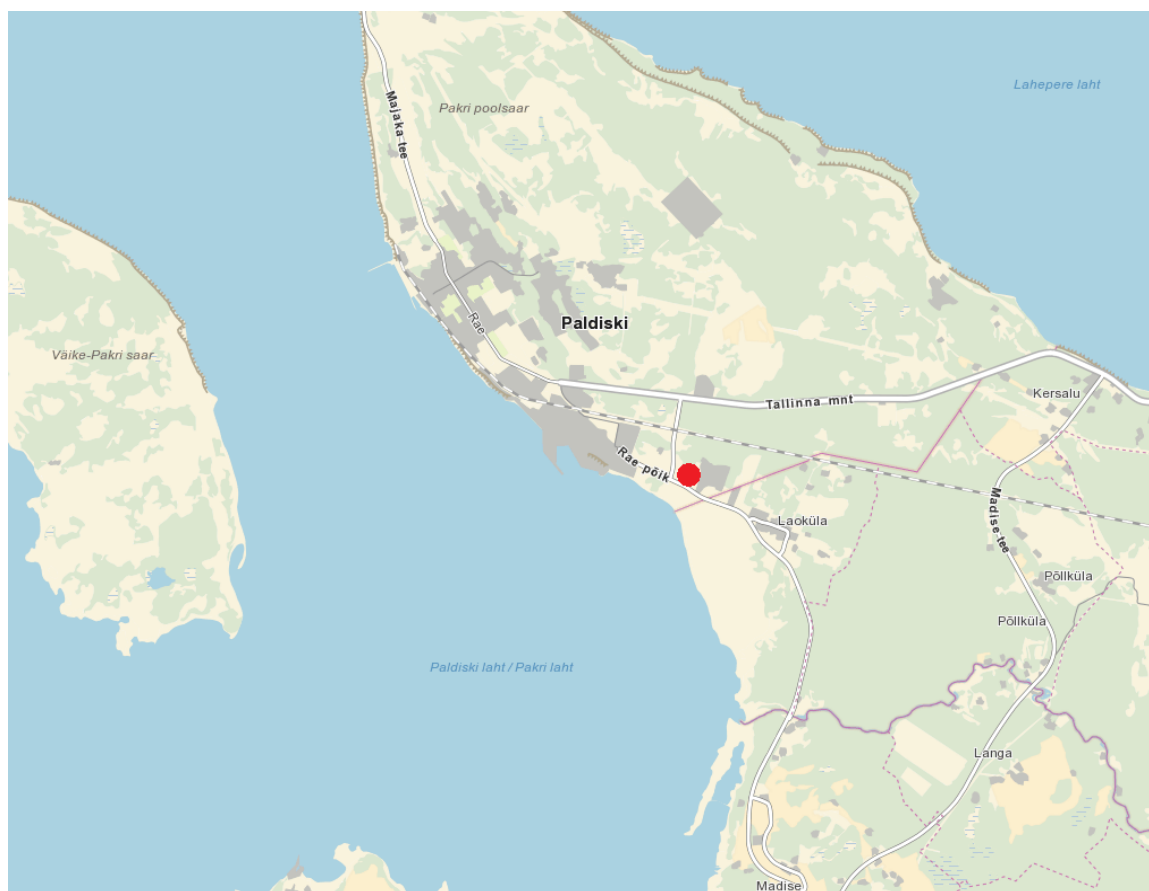 Lahepere laht
Pakri poolsaar
Majaka tee
Rae
Paldiski
Väike-Pakri saar
Tallinna mnt
Kersalu
Rae põik
Laoküla
Madise tee
Põllküla
Põllküla
Paldiski laht / Pakri laht
Langa
Madise